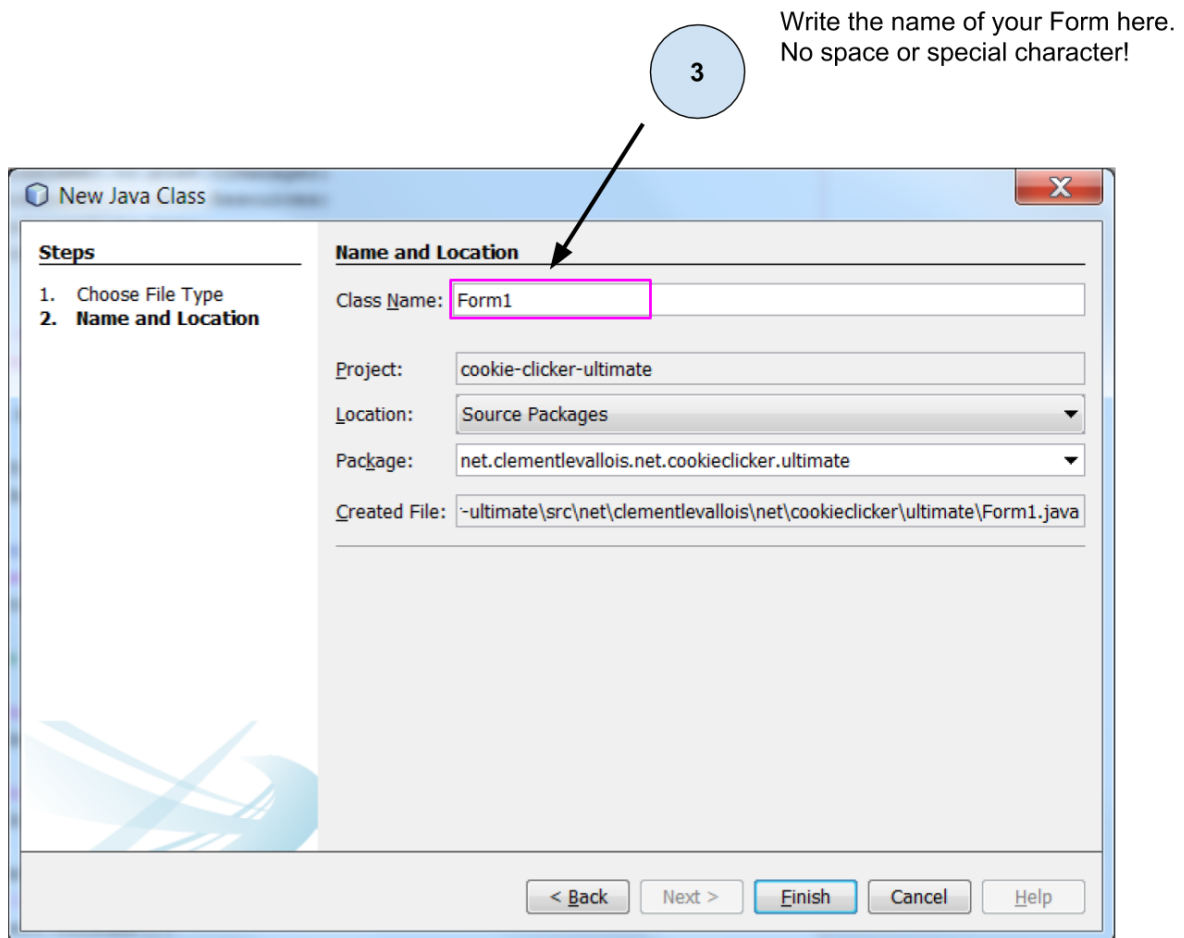 Write the name of your Form here.
No space or special character!
3
New Java Class
X
Steps
1. Choose File Type
2. Name and Location
Name and Location
Class Name: Form1
Project: cookie-clicker-ultimate
Location: Source Packages
Package: net.clementlevallois.net.cookieclicker.ultimate
Created File: -ultimate\src\net\clementlevallois\net\cookieclicker\ultimate\Form1.java
< Back Next > Finish Cancel Help